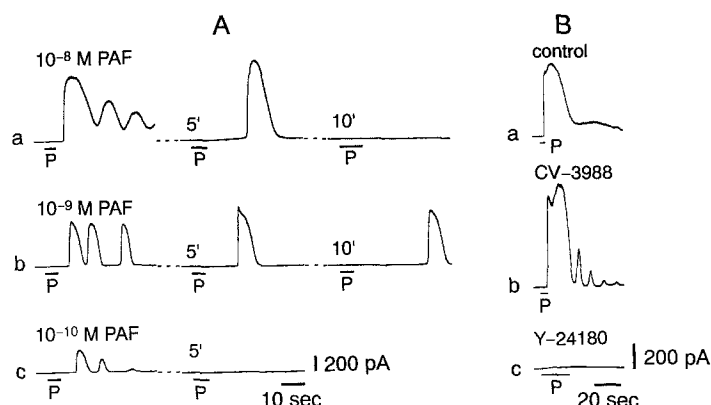 A
10⁻⁸ M PAF
a
P
5'
P
10'
P
10⁻⁹ M PAF
b
P
5'
P
10'
P
10⁻¹⁰ M PAF
c
P
5'
P
200 pA
10 sec
B
control
a
P
CV–3988
b
P
Y–24180
c
P
200 pA
20 sec